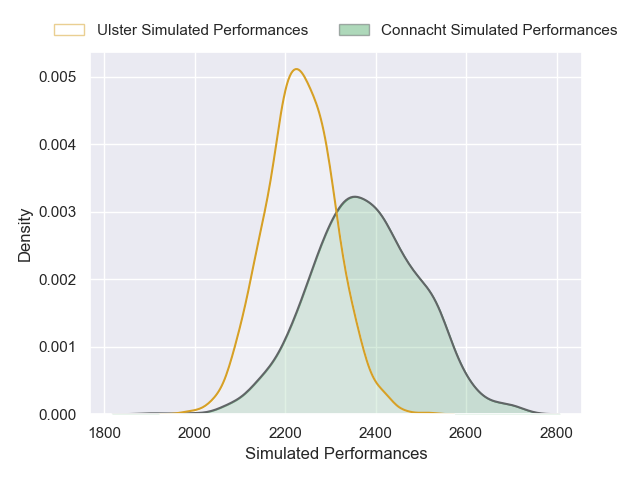 Ulster Simulated Performances Connacht Simulated Performances
0.005
0.004
0.003
0.002
0.001
0.000
Density
1800 2000 2200 2400 2600 2800
Simulated Performances